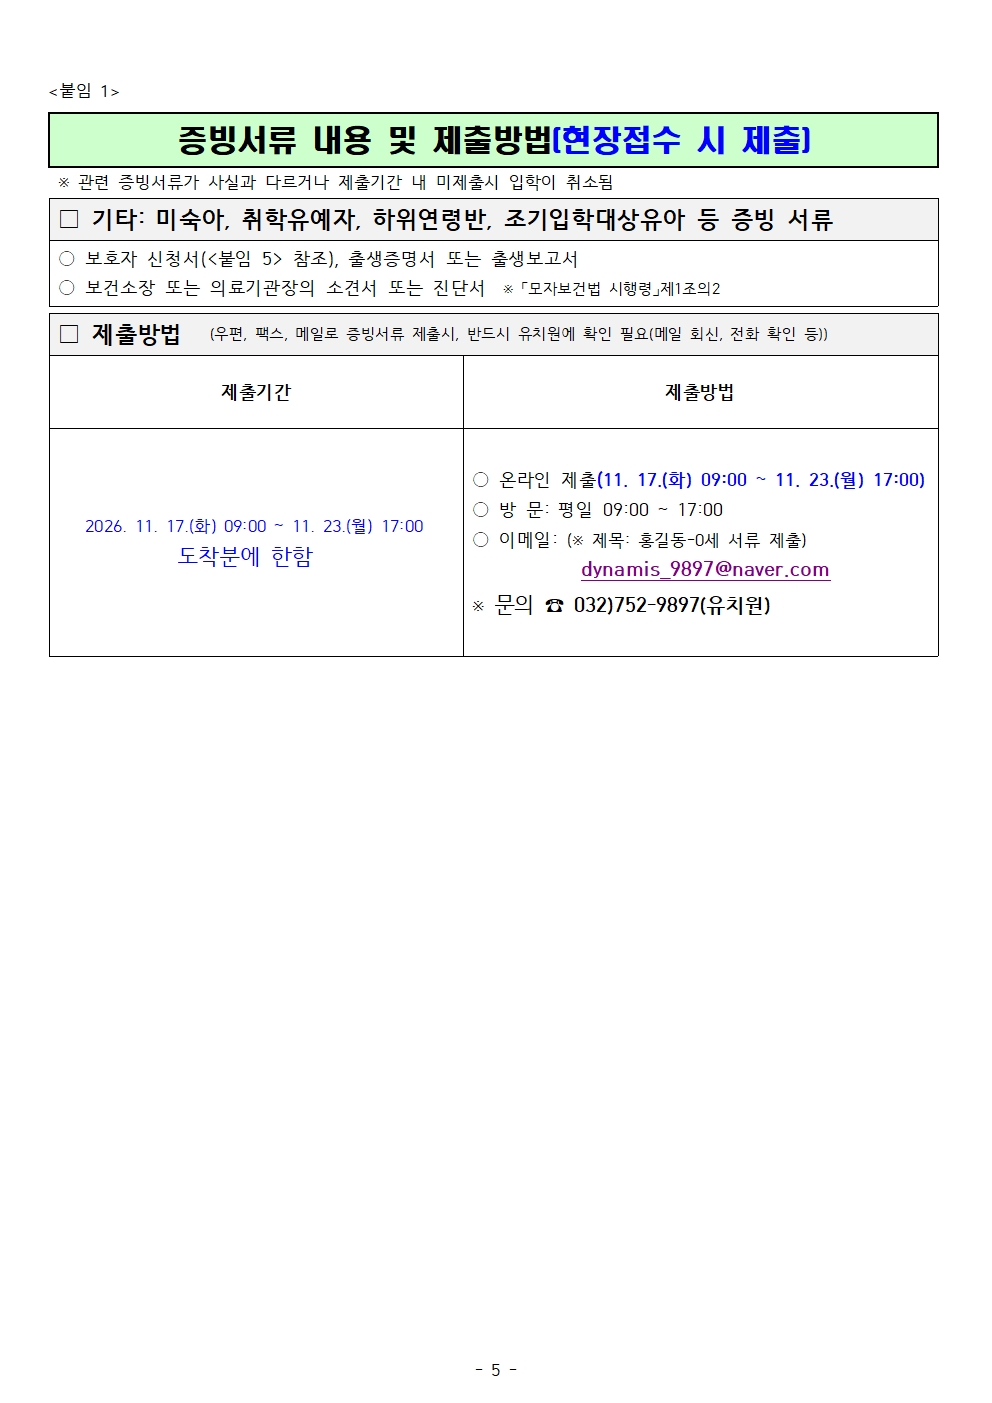 <붙임 1>
증빙서류 내용 및 제출방법(현장접수 시 제출)
※ 관련 증빙서류가 사실과 다르거나 제출기간 내 미제출시 입학이 취소됨
□ 기타: 미숙아, 취학유예자, 하위연령반, 조기입학대상유아 등 증빙 서류
○ 보호자 신청서(<붙임 5> 참조), 출생증명서 또는 출생보고서
○ 보건소장 또는 의료기관장의 소견서 또는 진단서 ※ 「모자보건법 시행령」제1조의2
□ 제출방법 (우편, 팩스, 메일로 증빙서류 제출시, 반드시 유치원에 확인 필요(메일 회신, 전화 확인 등))
제출기간
제출방법
2026. 11. 17.(화) 09:00 ~ 11. 23.(월) 17:00
도착분에 한함
○ 온라인 제출(11. 17.(화) 09:00 ~ 11. 23.(월) 17:00)
○ 방 문: 평일 09:00 ~ 17:00
○ 이메일: (※ 제목: 홍길동-0세 서류 제출)
dynamis_9897@naver.com
※ 문의 ☎ 032)752-9897(유치원)
- 5 -